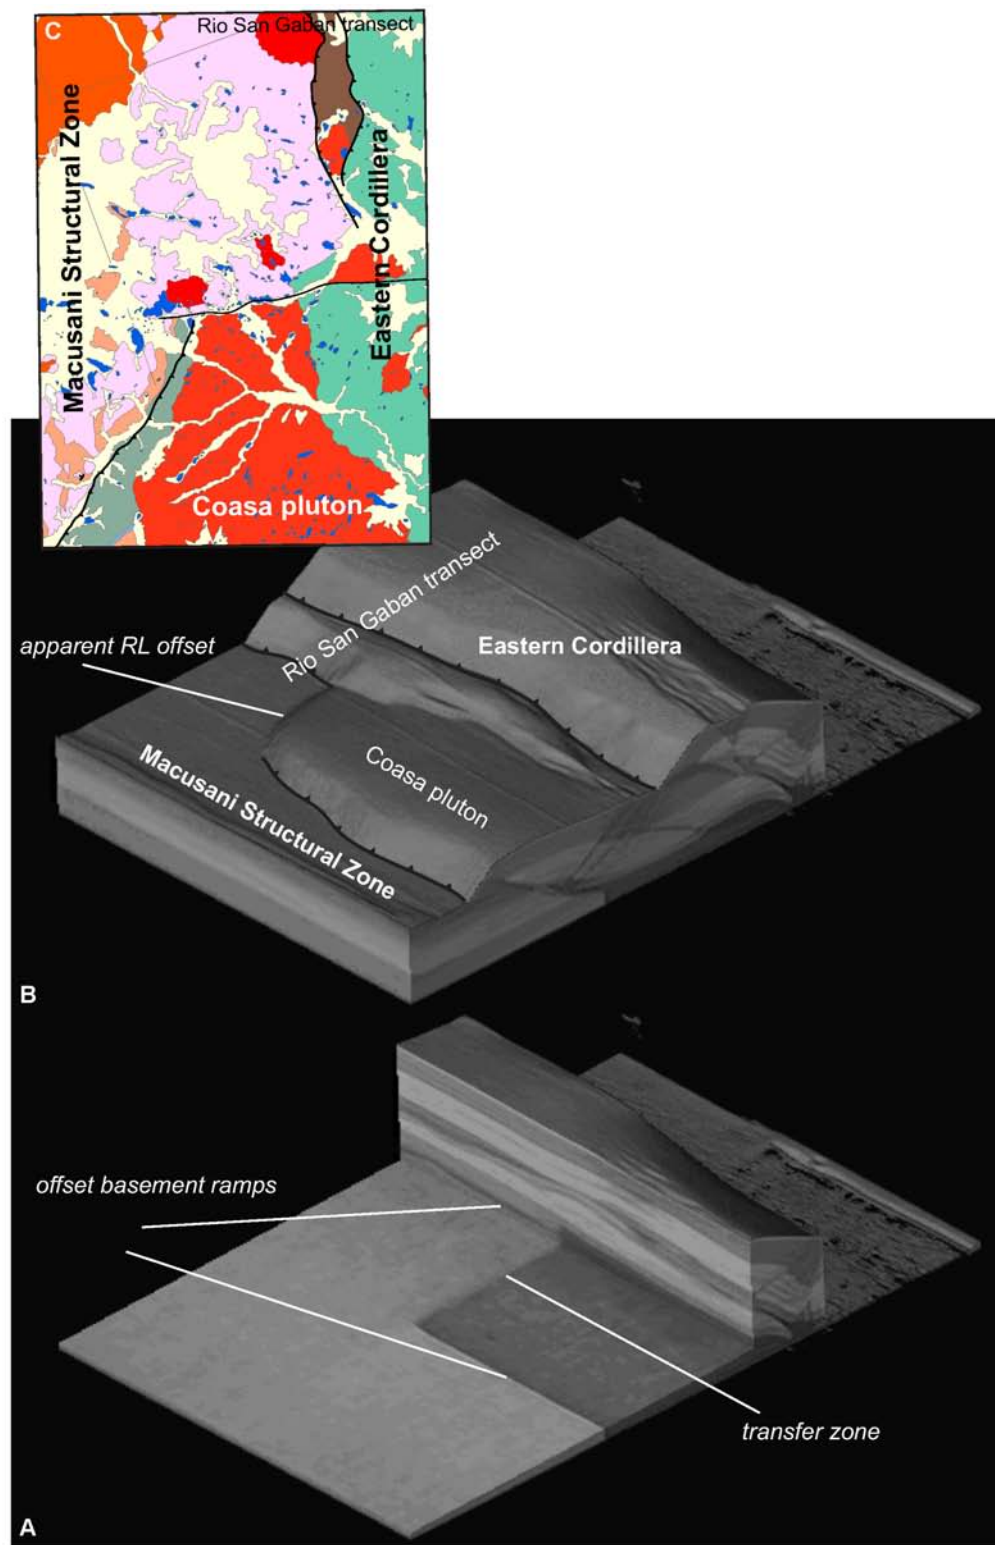 C
Rio San Gaban transect
Macusani Structural Zone
Eastern Cordillera
Coasa pluton
Rio San Gaban transect
apparent RL offset
Eastern Cordillera
Coasa pluton
Macusani Structural Zone
B
offset basement ramps
transfer zone
A